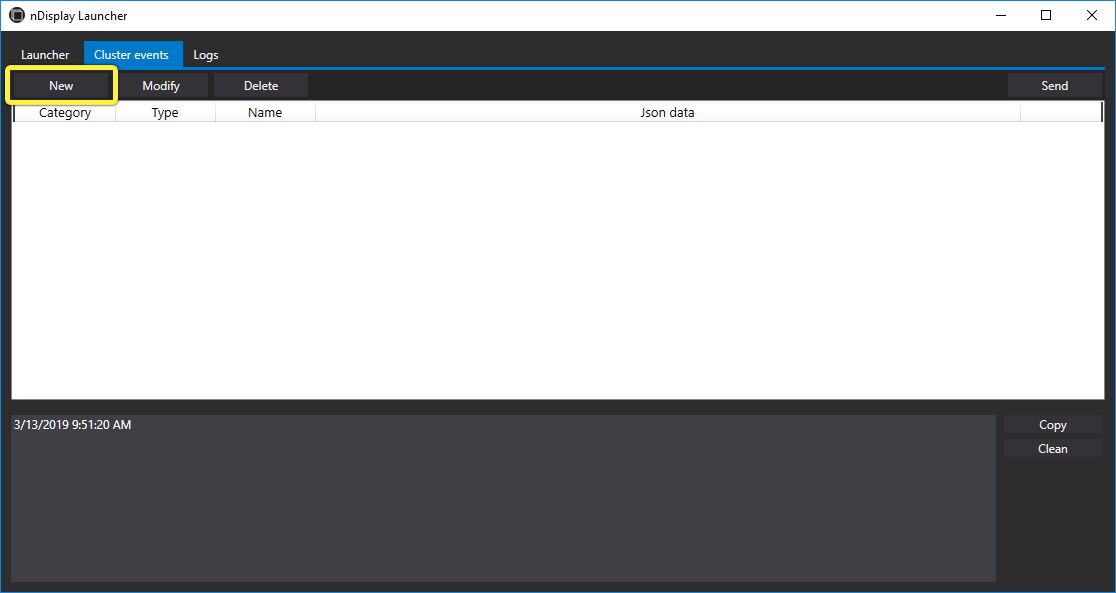 nDisplay Launcher
Launcher Cluster events Logs
New Modify Delete Send
Category Type Name Json data
3/13/2019 9:51:20 AM
Copy
Clean